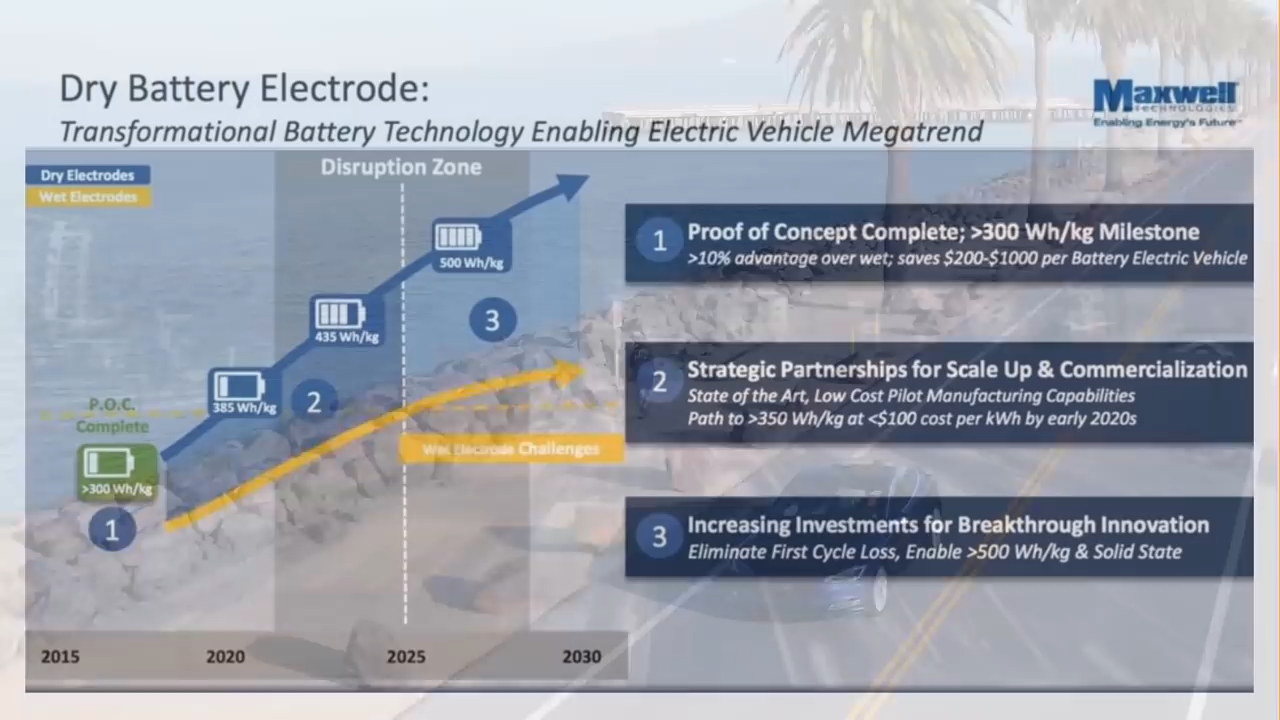 Dry Battery Electrode:
Transformational Battery Technology Enabling Electric Vehicle Megatrend
Maxwell
TECHNOLOGIES
Enabling Energy's Future™
Dry Electrodes
Wet Electrodes
Disruption Zone
500 Wh/kg
435 Wh/kg
3
385 Wh/kg
2
P.O.C.
Complete
>300 Wh/kg
1
Wet Electrode Challenges
2015 2020 2025 2030
1
Proof of Concept Complete; >300 Wh/kg Milestone
>10% advantage over wet; saves $200-$1000 per Battery Electric Vehicle
2
Strategic Partnerships for Scale Up & Commercialization
State of the Art, Low Cost Pilot Manufacturing Capabilities
Path to >350 Wh/kg at <$100 cost per kWh by early 2020s
3
Increasing Investments for Breakthrough Innovation
Eliminate First Cycle Loss, Enable >500 Wh/kg & Solid State